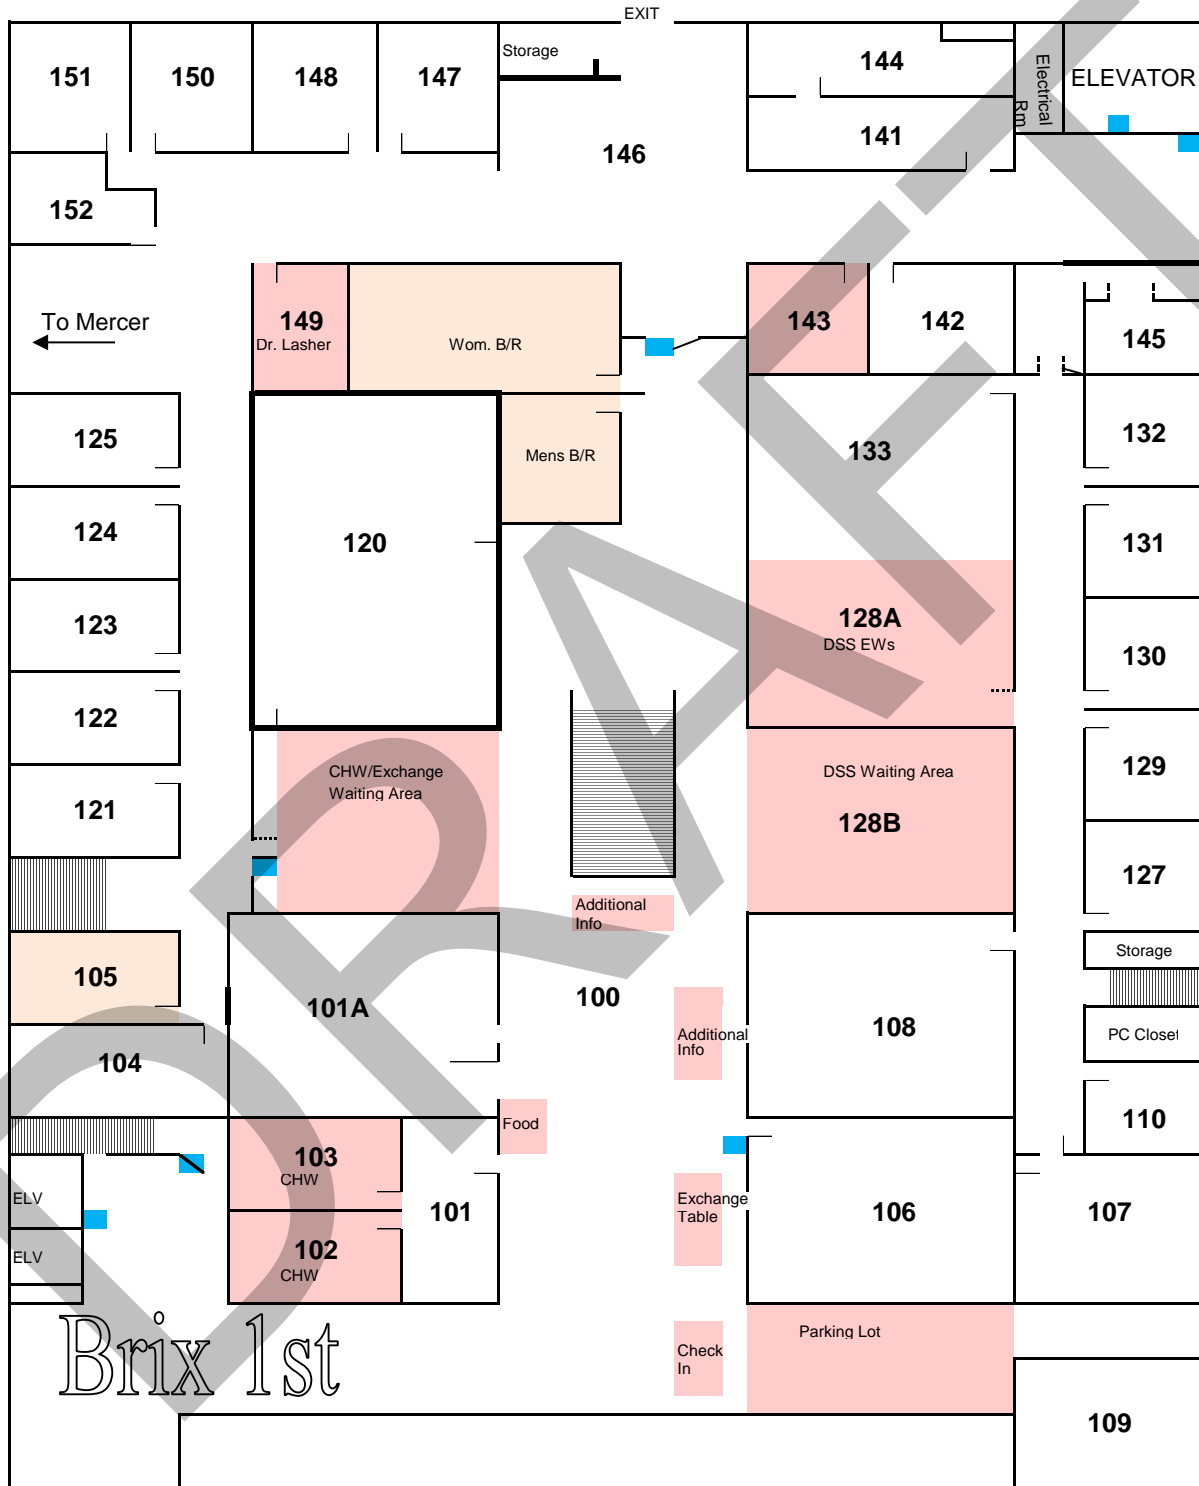 EXIT
151
150
148
147
Storage
144
Electrical
Rm
ELEVATOR
141
146
152
To Mercer
149
Dr. Lasher
Wom. B/R
143
142
145
125
Mens B/R
133
132
124
120
131
123
128A
DSS EWs
130
122
CHW/Exchange
Waiting Area
DSS Waiting Area
129
121
128B
127
Additional
Info
105
101A
100
Storage
Additional
Info
108
PC Closet
104
Food
110
103
CHW
ELV
101
Exchange
Table
106
107
102
CHW
ELV
Brix 1st
Parking Lot
Check
In
109
DRAFT